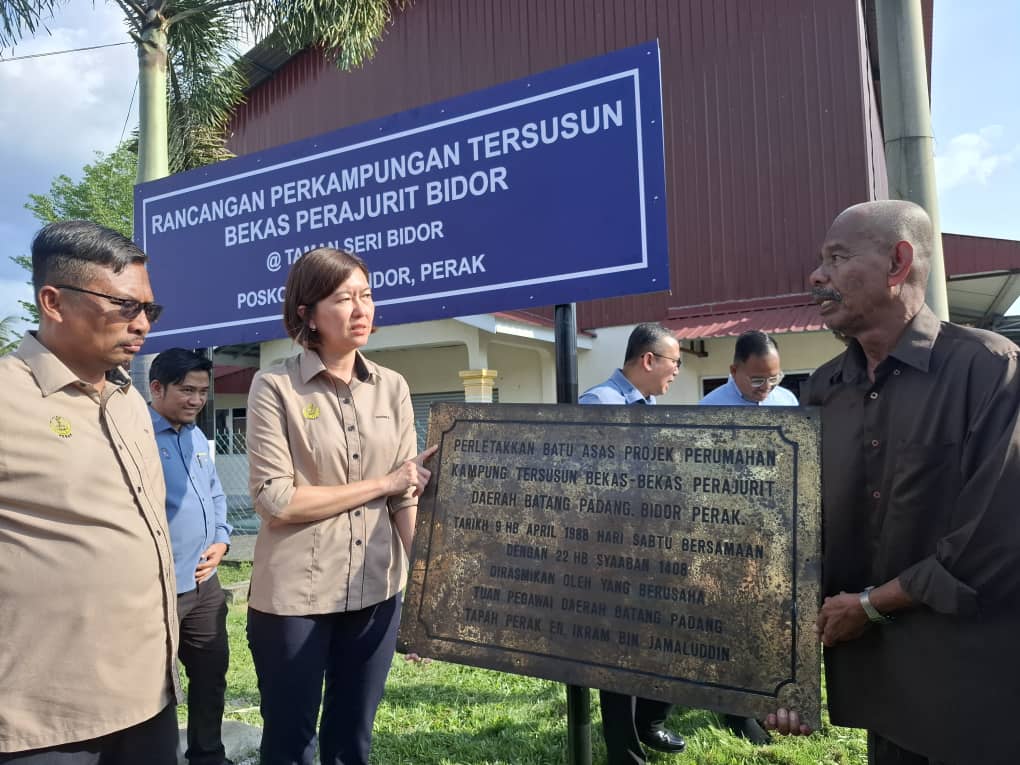 RANCANGAN PERKAMPUNGAN TERSUSUN
BEKAS PERAJURIT BIDOR
@ TAMAN SERI BIDOR
BIDOR, PERAK
PERLETAKKAN BATU ASAS PROJEK PERUMAHAN
KAMPUNG TERSUSUN BEKAS-BEKAS PERAJURIT
DAERAH BATANG PADANG. BIDOR PERAK.
TARIKH 9 HB APRIL 1988 HARI SABTU BERSAMAAN
DENGAN 22 HB SYAABAN 1408
DIRASMIKAN OLEH YANG BERUSAHA
TUAN PEGAWAI DAERAH BATANG PADANG
TAPAH PERAK EN. IKRAM BIN JAMALUDDIN